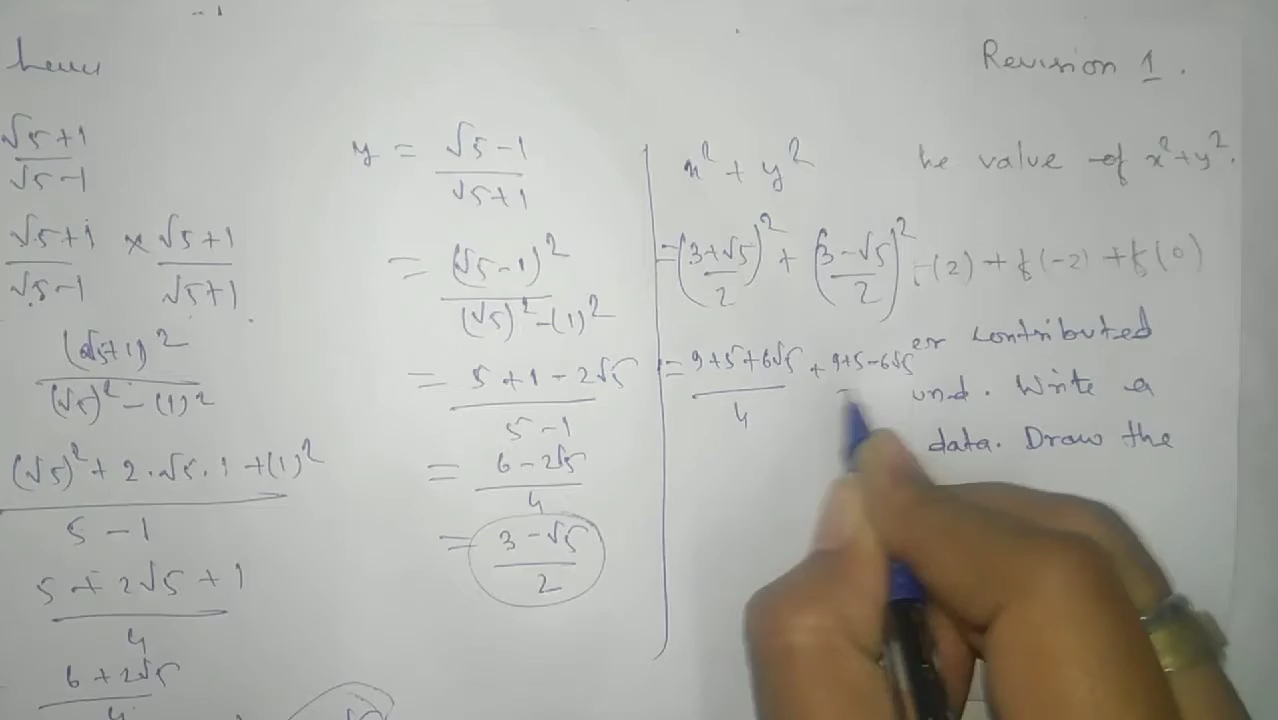 Revision 1.
he value of x²+y².
-(2) + f(-2) + f(0)
contributed
und. Write a
data. Draw the
√5+1 / √5-1
√5+1 / √5-1 × √5+1 / √5+1
(√5+1)² / (√5)² - (1)²
(√5)² + 2·√5·1 + (1)² / 5-1
5+2√5+1 / 4
6+2√5 / 4
y = √5-1 / √5+1
= (√5-1)² / (√5)² - (1)²
= 5+1-2√5 / 5-1
= 6-2√5 / 4
= 3-√5 / 2
x² + y²
= (3+√5 / 2)² + (3-√5 / 2)²
= 9+5+6√5 / 4 + 9+5-6√5